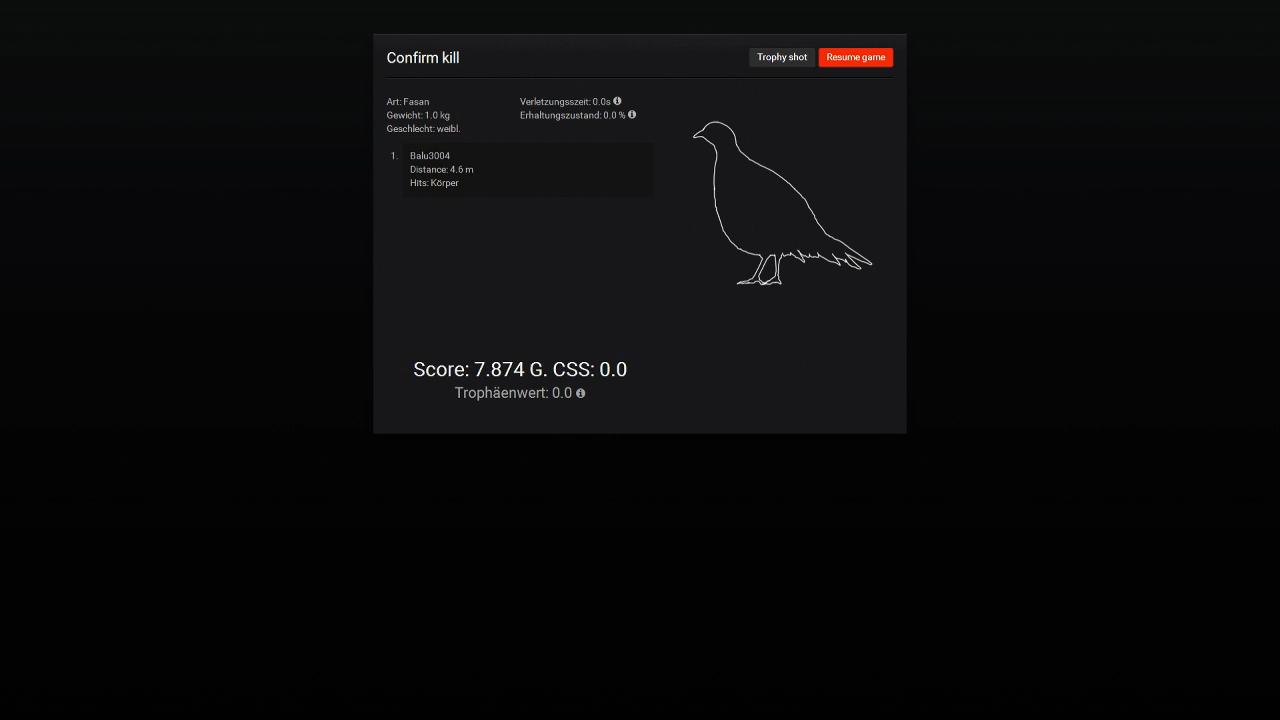 Confirm kill
Trophy shot
Resume game
Art: Fasan
Gewicht: 1.0 kg
Geschlecht: weibl.
Verletzungsszeit: 0.0s
Erhaltungszustand: 0.0 %
1.
Balu3004
Distance: 4.6 m
Hits: Körper
Score: 7.874 G. CSS: 0.0
Trophäenwert: 0.0